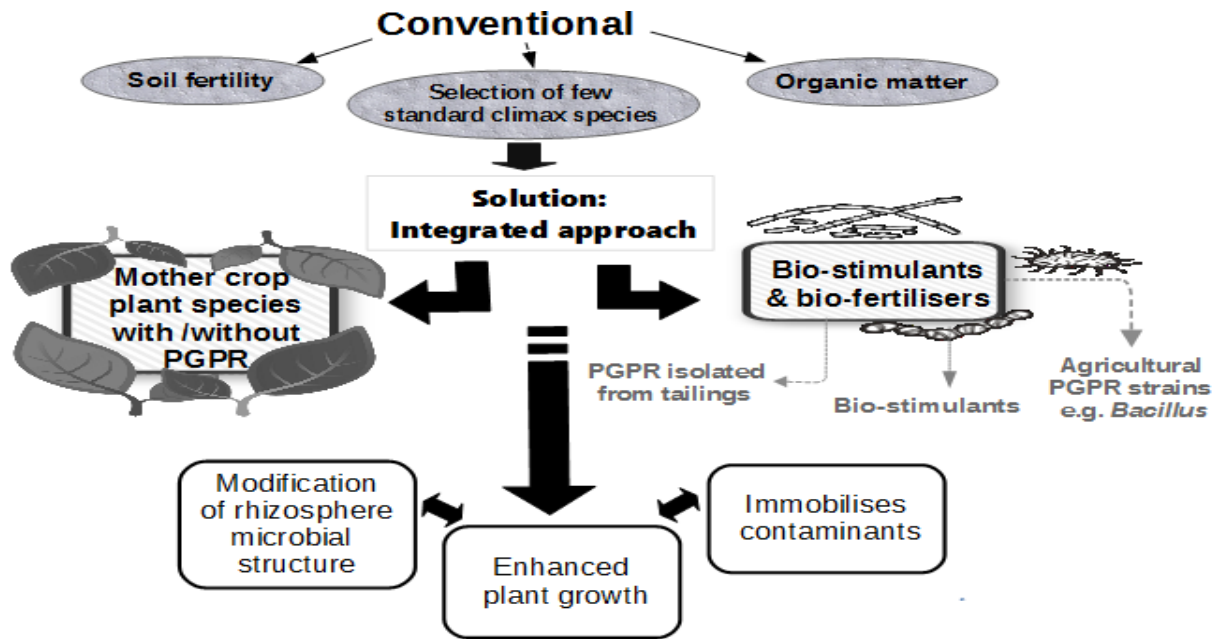 Conventional
Soil fertility
Selection of few
standard climax species
Organic matter
Solution:
Integrated approach
Mother crop
plant species
with /without
PGPR
Bio-stimulants
& bio-fertilisers
PGPR isolated
from tailings
Bio-stimulants
Agricultural
PGPR strains
e.g. Bacillus
Modification
of rhizosphere
microbial
structure
Enhanced
plant growth
Immobilises
contaminants